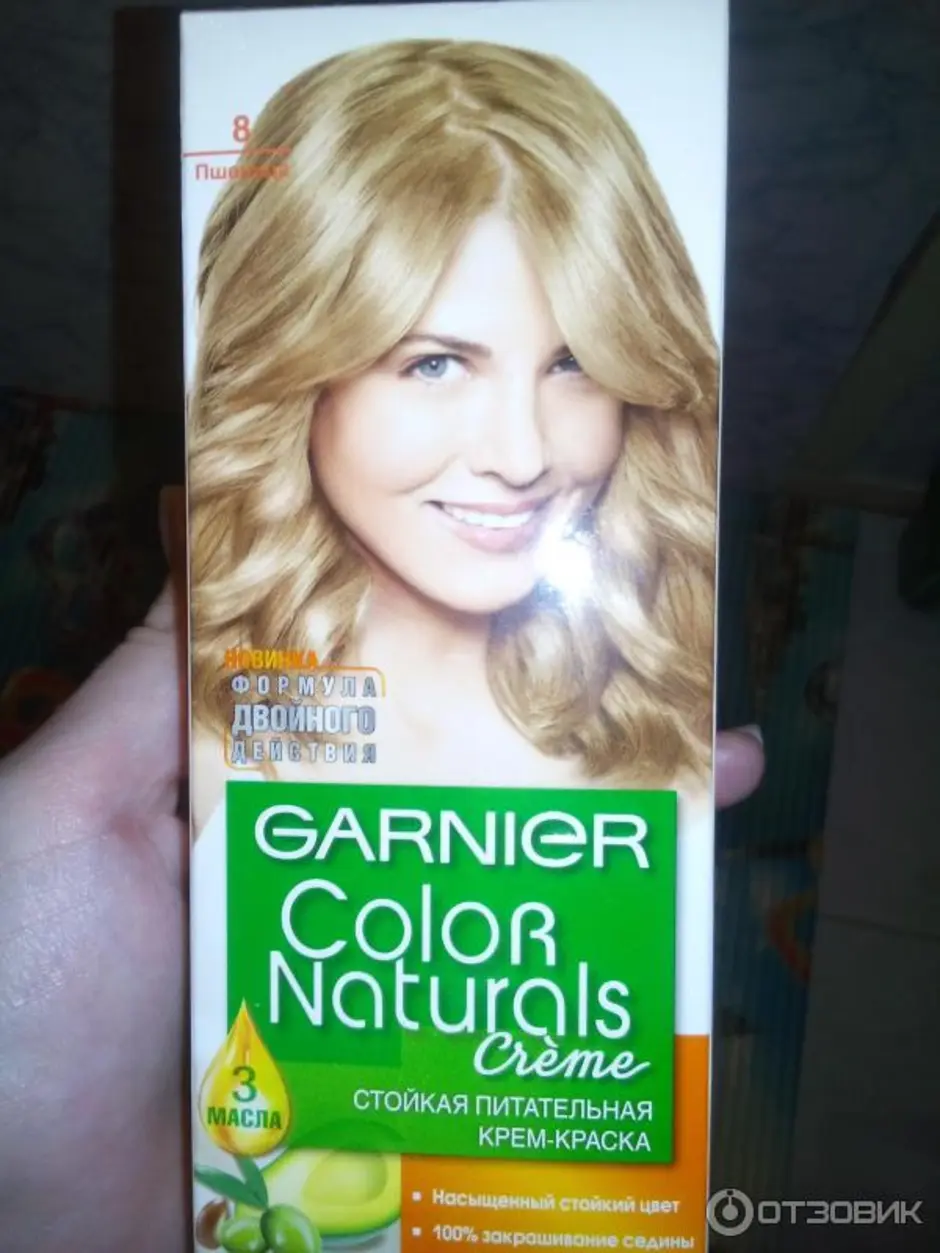 8
Пшеница
НОВИНКА
ФОРМУЛА
ДВОЙНОГО
ДЕЙСТВИЯ
GARNIER
Color
Naturals
Crème
3
МАСЛА
СТОЙКАЯ ПИТАТЕЛЬНАЯ
КРЕМ-КРАСКА
Насыщенный стойкий цвет
100% закрашивание седины
ОТЗОВИК